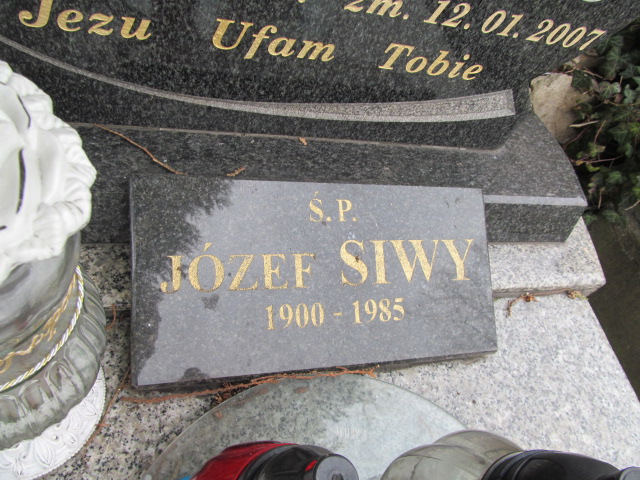 zm. 12.01.2007
Jezu Ufam Tobie
Ś.P.
JÓZEF SIWY
1900 - 1985